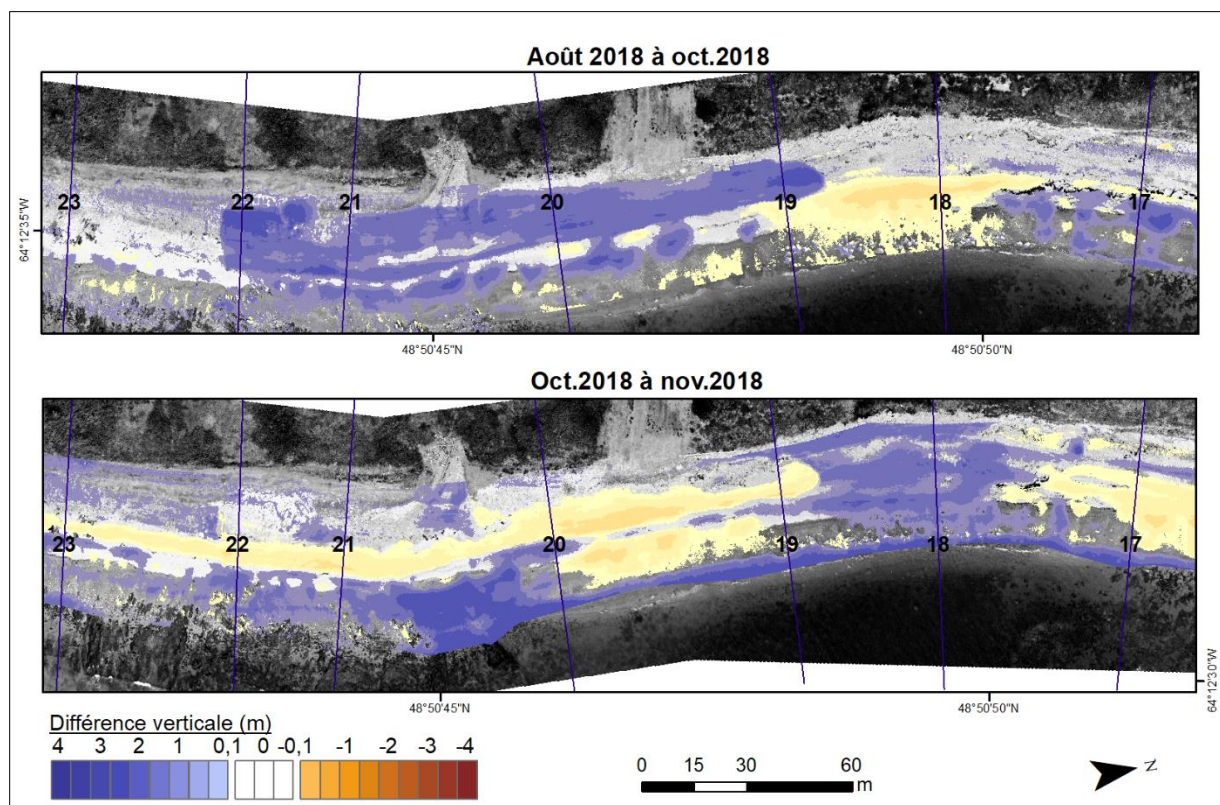 Août 2018 à oct.2018
23 22 21 20 19 18 17
64°12'35"W
48°50'45"N 48°50'50"N
Oct.2018 à nov.2018
23 22 21 20 19 18 17
64°12'30"W
48°50'45"N 48°50'50"N
Différence verticale (m)
4 3 2 1 0,1 0 -0,1 -1 -2 -3 -4
0 15 30 60
m
N